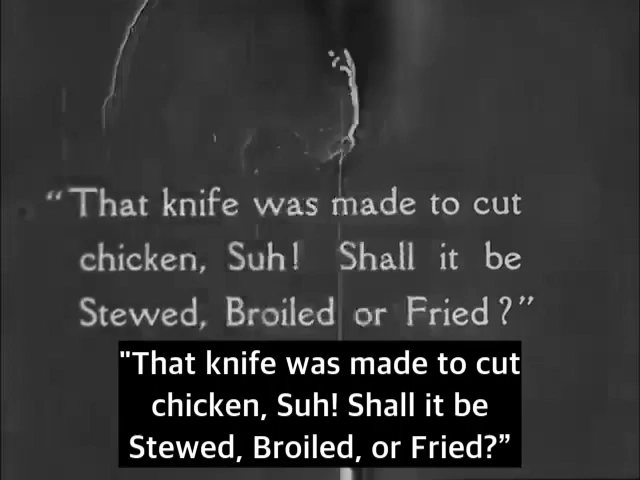 “That knife was made to cut
chicken, Suh! Shall it be
Stewed, Broiled or Fried?”
"That knife was made to cut
chicken, Suh! Shall it be
Stewed, Broiled, or Fried?”